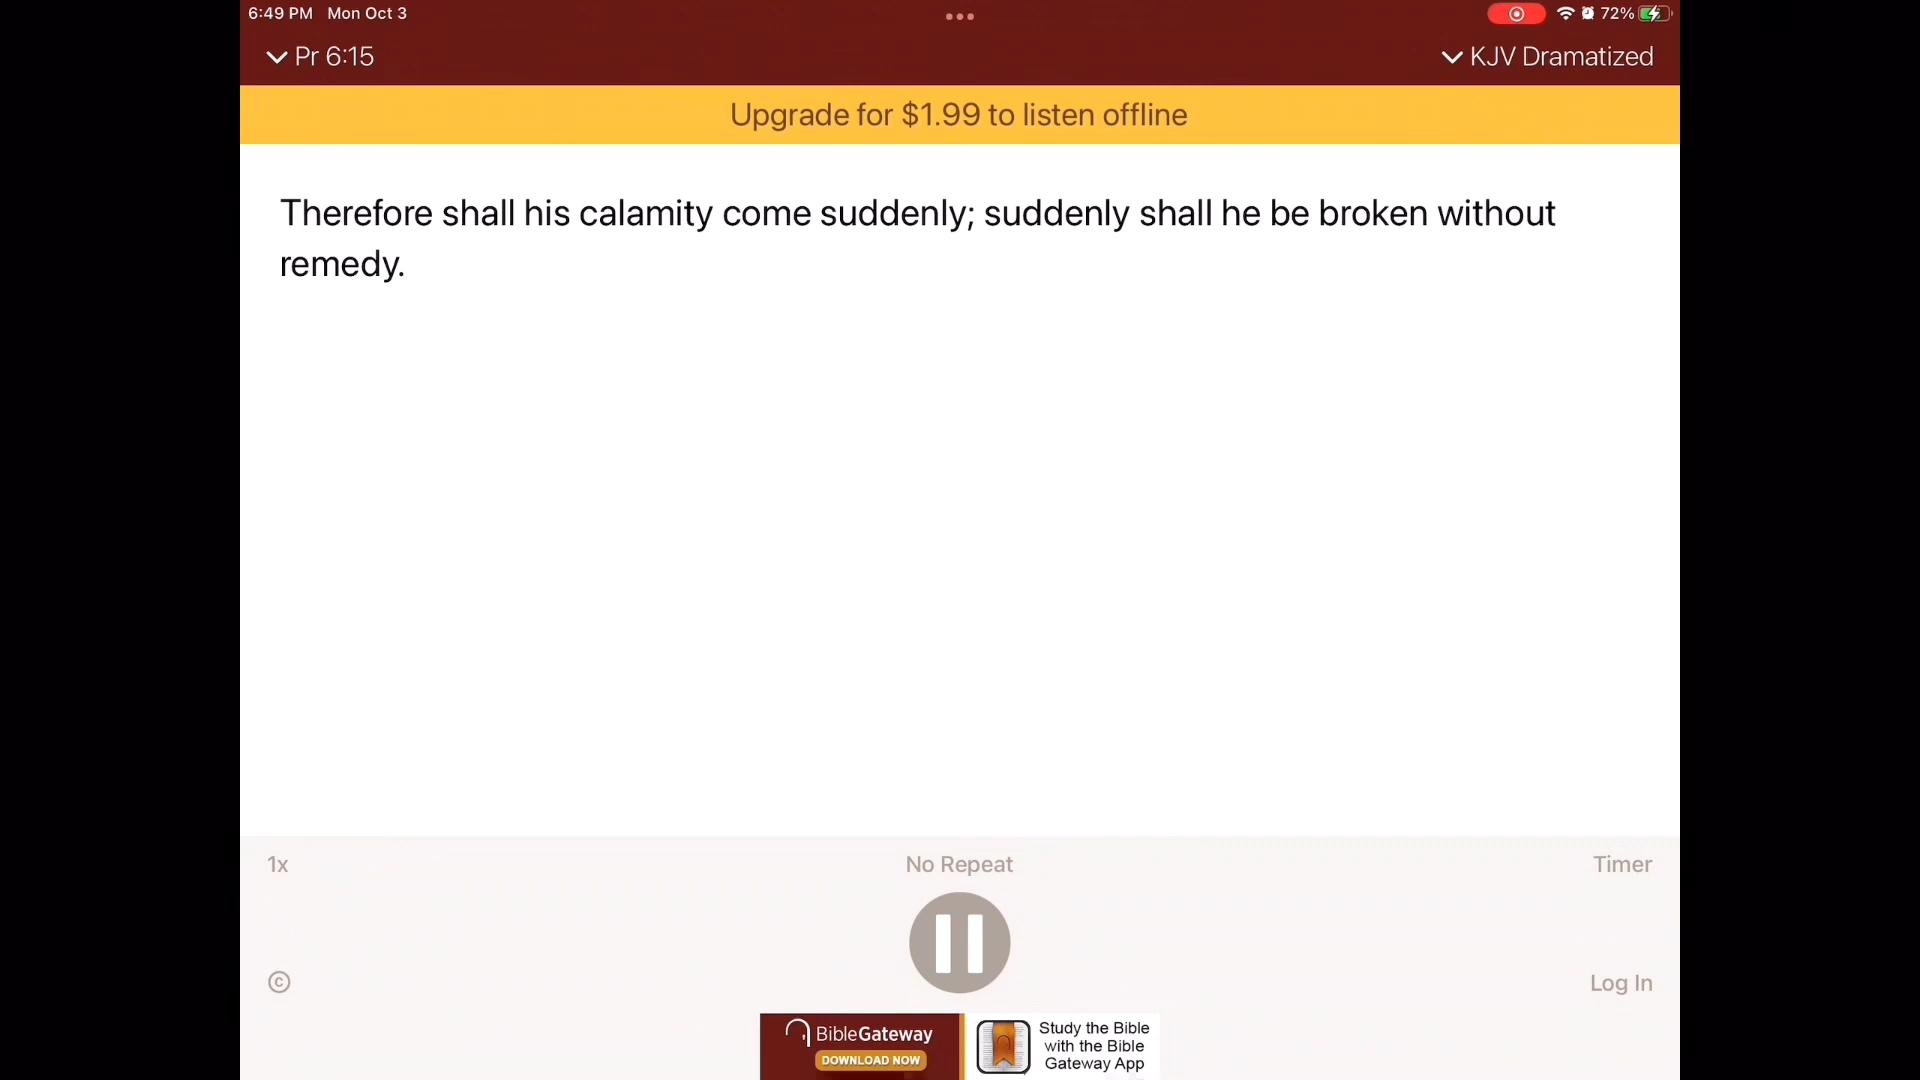 6:49 PM Mon Oct 3
72%
Pr 6:15
KJV Dramatized
Upgrade for $1.99 to listen offline
Therefore shall his calamity come suddenly; suddenly shall he be broken without
remedy.
1x
No Repeat
Timer
©
Log In
BibleGateway
DOWNLOAD NOW
Study the Bible
with the Bible
Gateway App